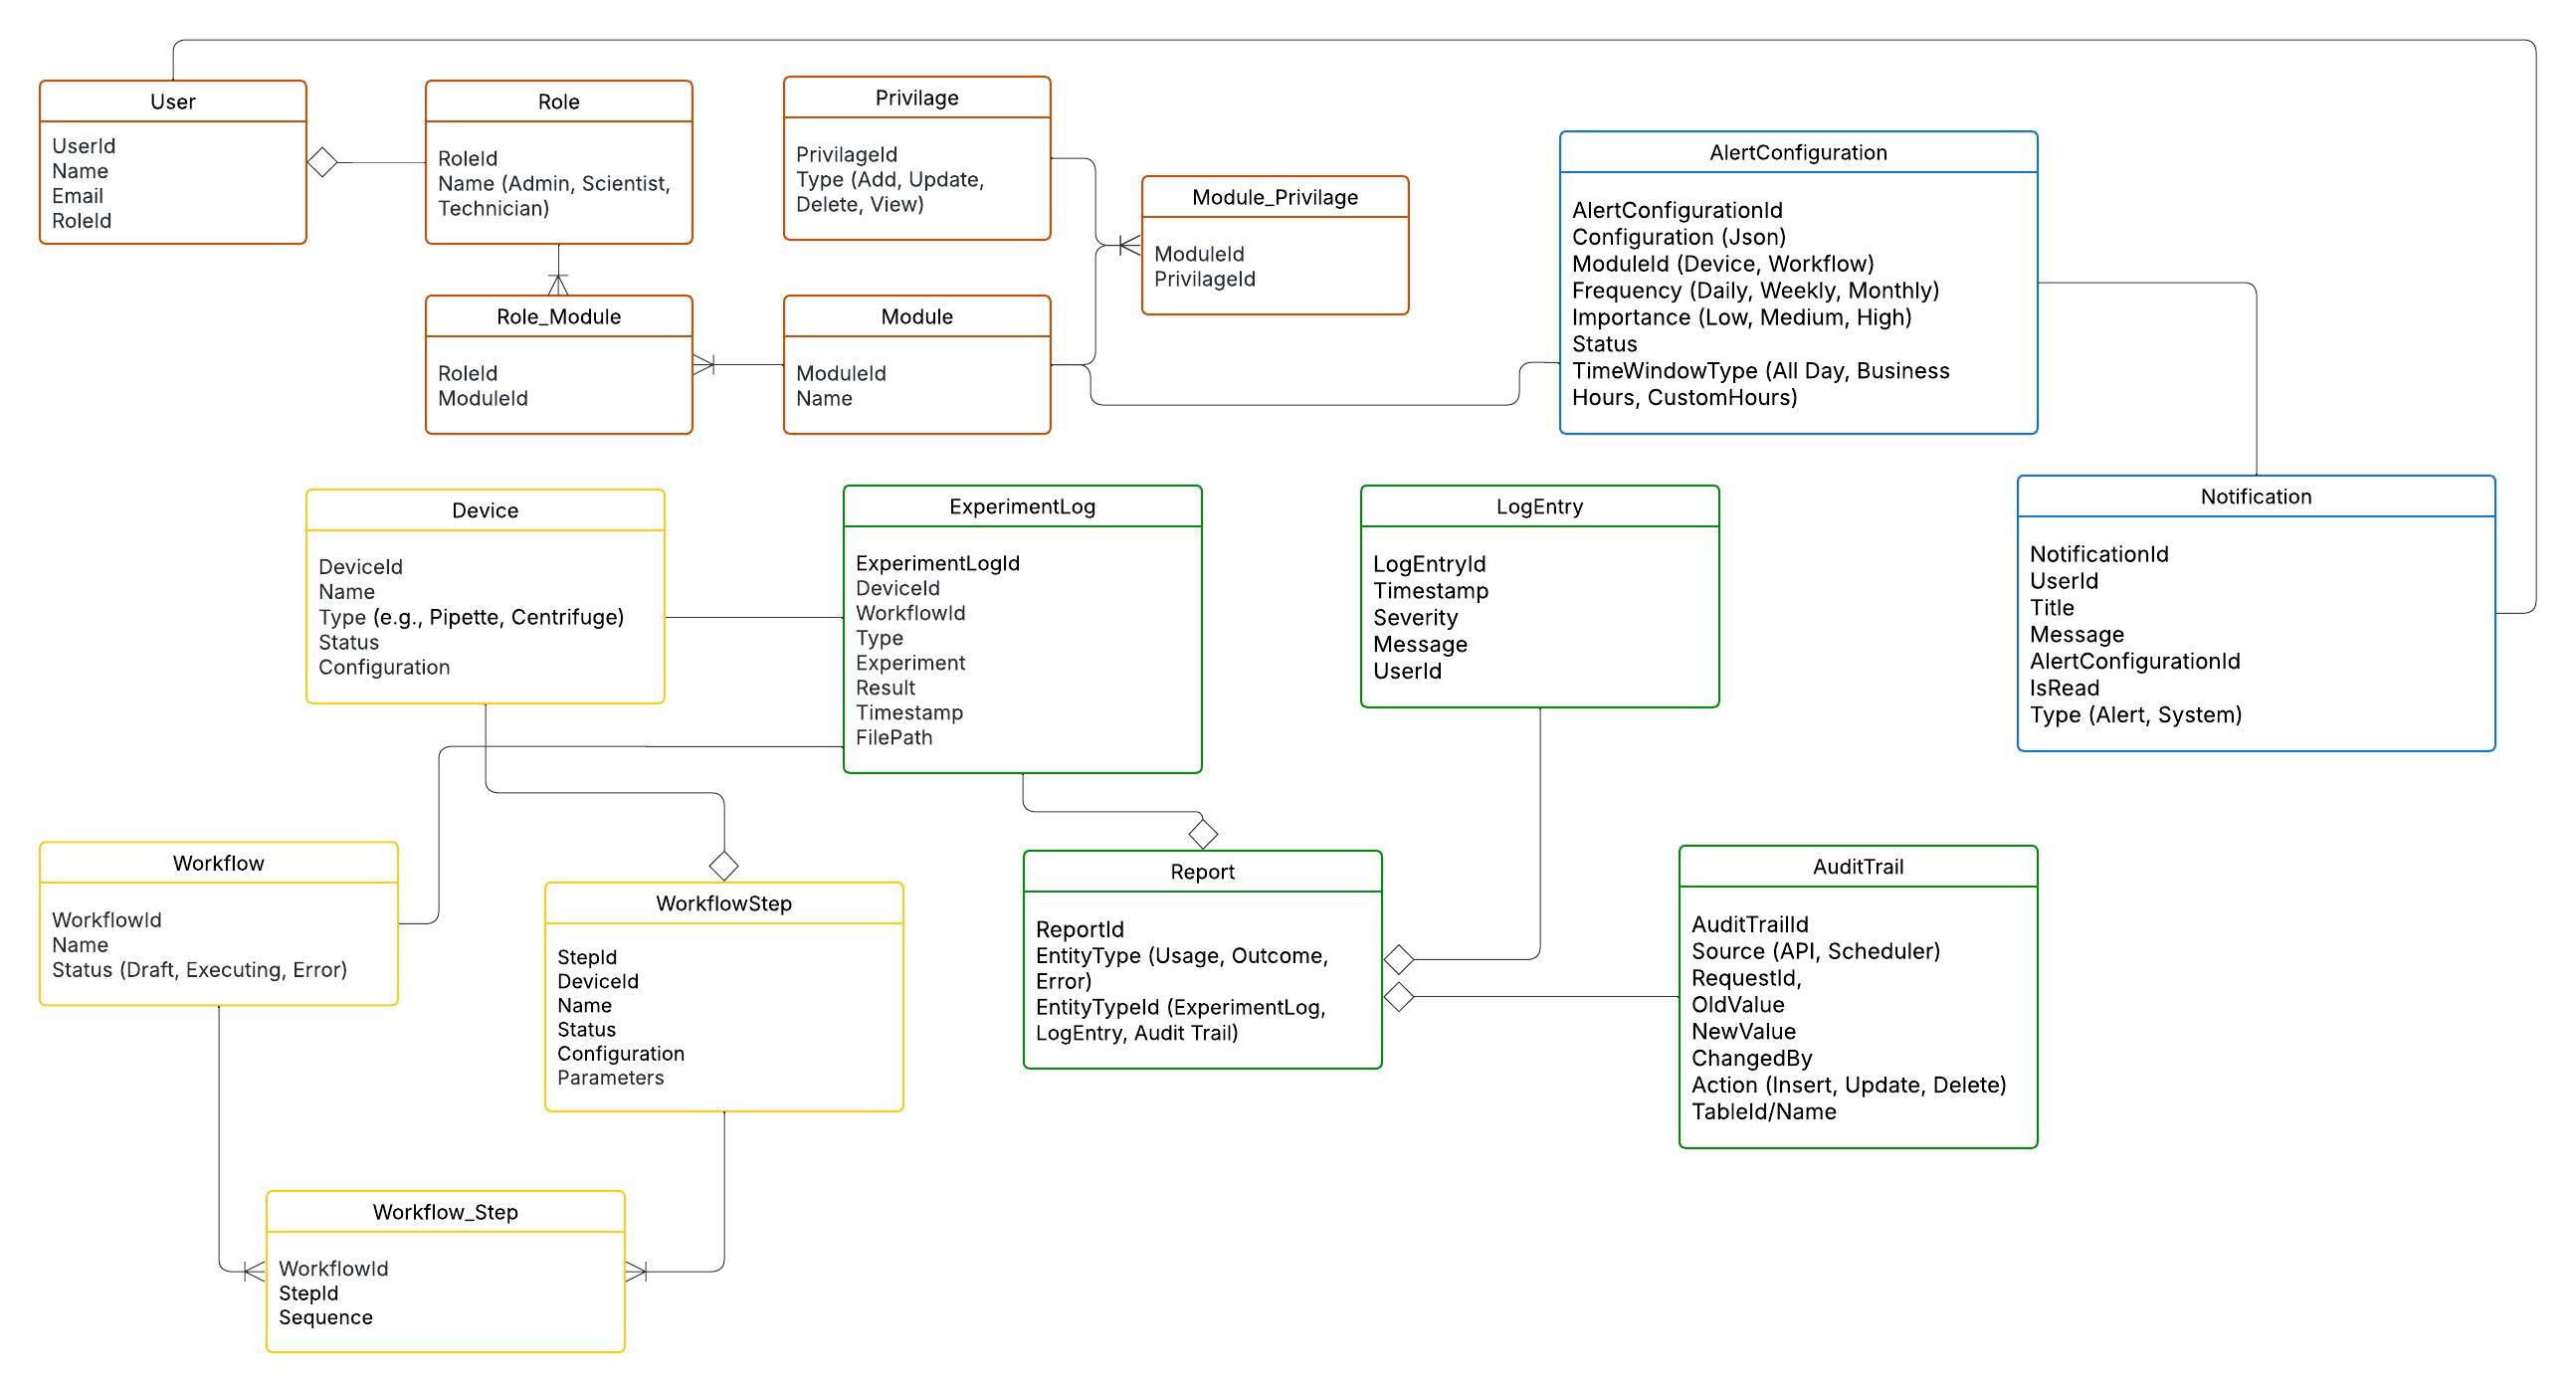 User
UserId
Name
Email
RoleId
Role
RoleId
Name (Admin, Scientist,
Technician)
Privilage
PrivilageId
Type (Add, Update,
Delete, View)
Module_Privilage
ModuleId
PrivilageId
AlertConfiguration
AlertConfigurationId
Configuration (Json)
ModuleId (Device, Workflow)
Frequency (Daily, Weekly, Monthly)
Importance (Low, Medium, High)
Status
TimeWindowType (All Day, Business
Hours, CustomHours)
Role_Module
RoleId
ModuleId
Module
ModuleId
Name
Device
DeviceId
Name
Type (e.g., Pipette, Centrifuge)
Status
Configuration
ExperimentLog
ExperimentLogId
DeviceId
WorkflowId
Type
Experiment
Result
Timestamp
FilePath
LogEntry
LogEntryId
Timestamp
Severity
Message
UserId
Notification
NotificationId
UserId
Title
Message
AlertConfigurationId
IsRead
Type (Alert, System)
Workflow
WorkflowId
Name
Status (Draft, Executing, Error)
WorkflowStep
StepId
DeviceId
Name
Status
Configuration
Parameters
Report
ReportId
EntityType (Usage, Outcome,
Error)
EntityTypeId (ExperimentLog,
LogEntry, Audit Trail)
AuditTrail
AuditTrailId
Source (API, Scheduler)
RequestId,
OldValue
NewValue
ChangedBy
Action (Insert, Update, Delete)
TableId/Name
Workflow_Step
WorkflowId
StepId
Sequence